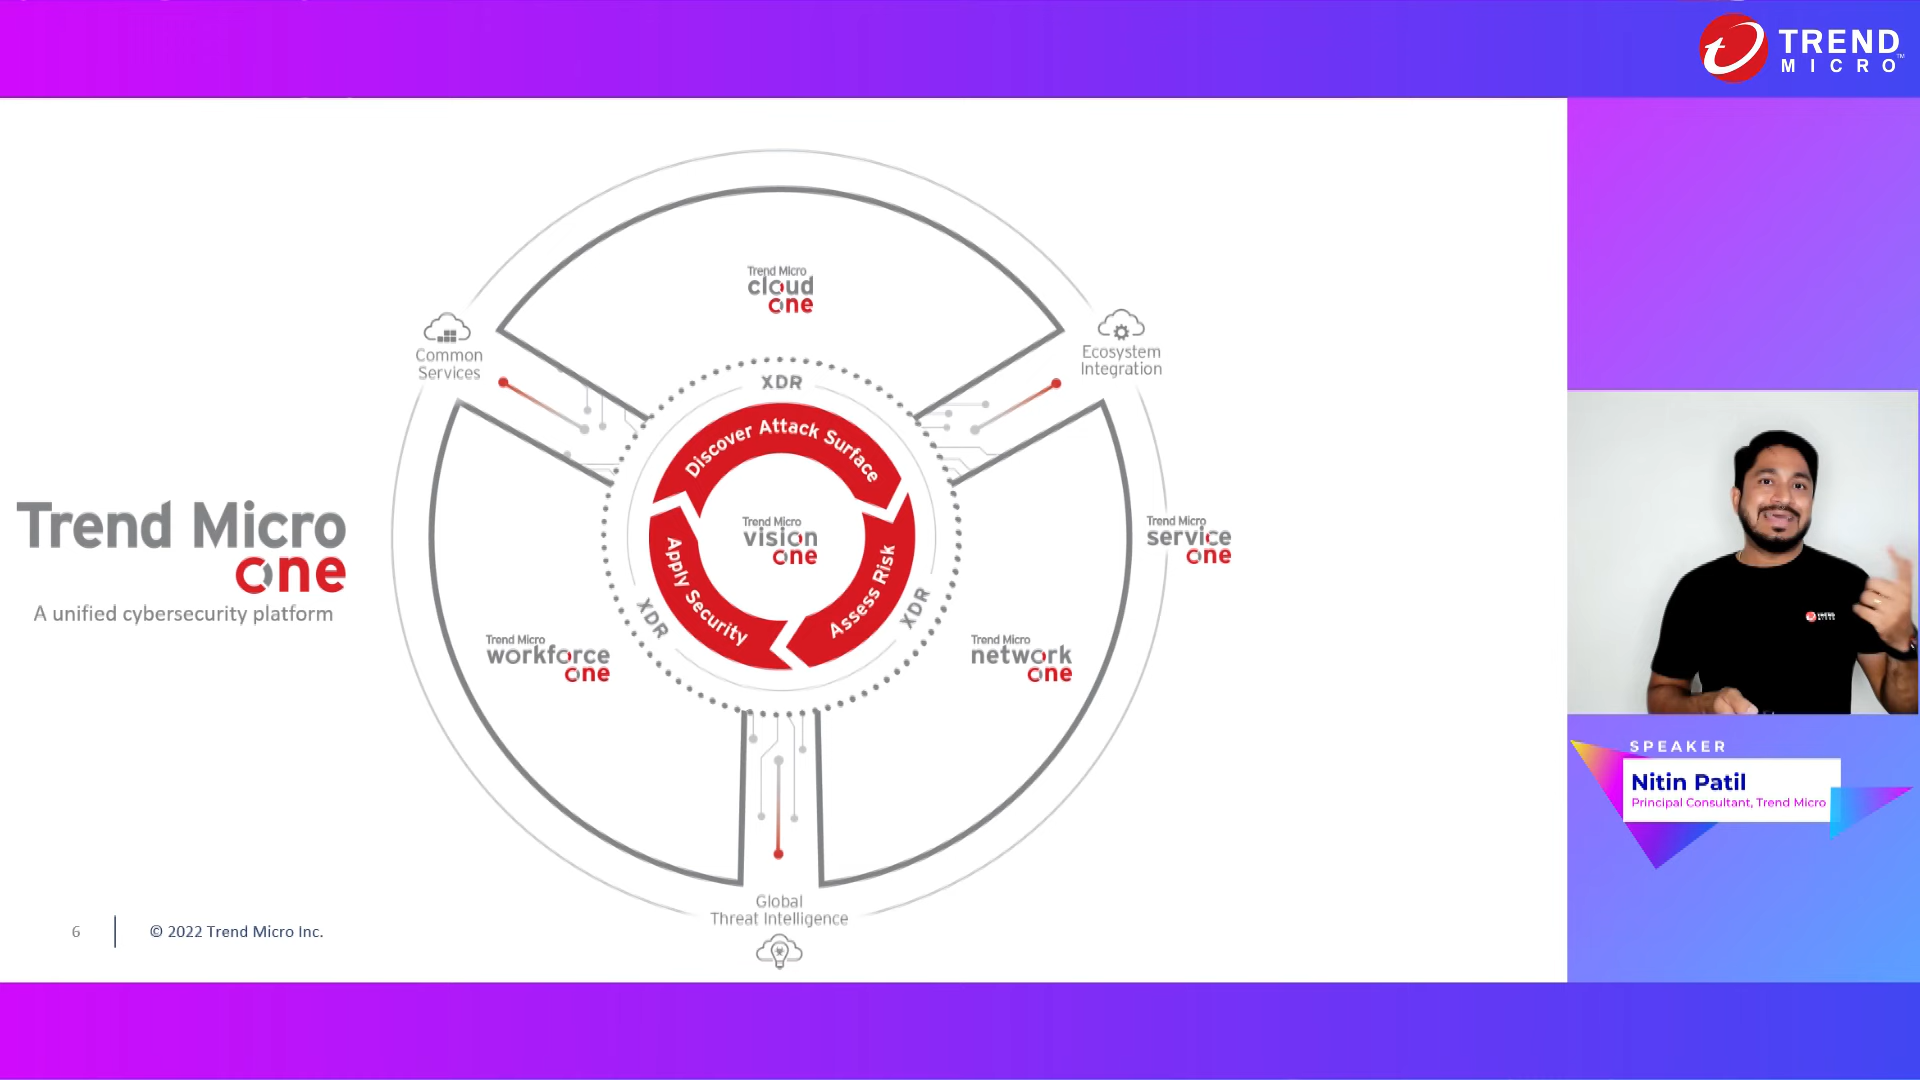 TREND
MICRO
Trend Micro
cloud
one
Common
Services
Ecosystem
Integration
XDR
Discover Attack Surface
Assess Risk
Apply Security
XDR
XDR
Trend Micro
vision
one
Trend Micro
service
one
Trend Micro
one
A unified cybersecurity platform
Trend Micro
workforce
one
Trend Micro
network
one
Global
Threat Intelligence
6
© 2022 Trend Micro Inc.
TREND
MICRO
SPEAKER
Nitin Patil
Principal Consultant, Trend Micro